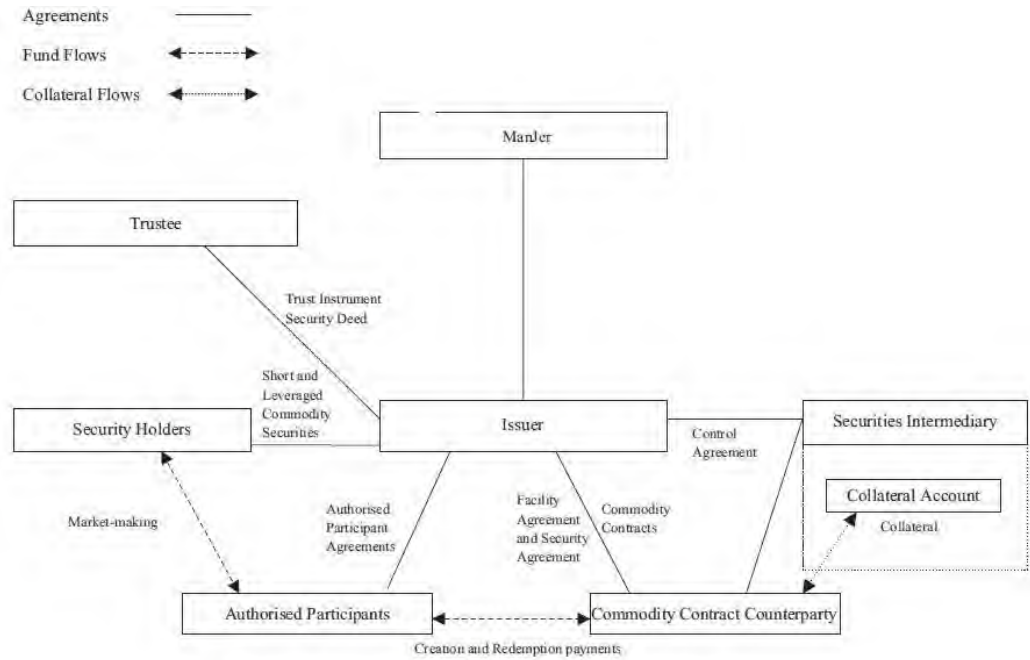 Agreements
Fund Flows
Collateral Flows
ManJer
Trustee
Trust Instrument
Security Deed
Short and
Leveraged
Commodity
Securities
Security Holders
Issuer
Securities Intermediary
Control
Agreement
Collateral Account
Collateral
Market-making
Authorised
Participant
Agreements
Facility
Agreement
and Security
Agreement
Commodity
Contracts
Authorised Participants
Commodity Contract Counterparty
Creation and Redemption payments